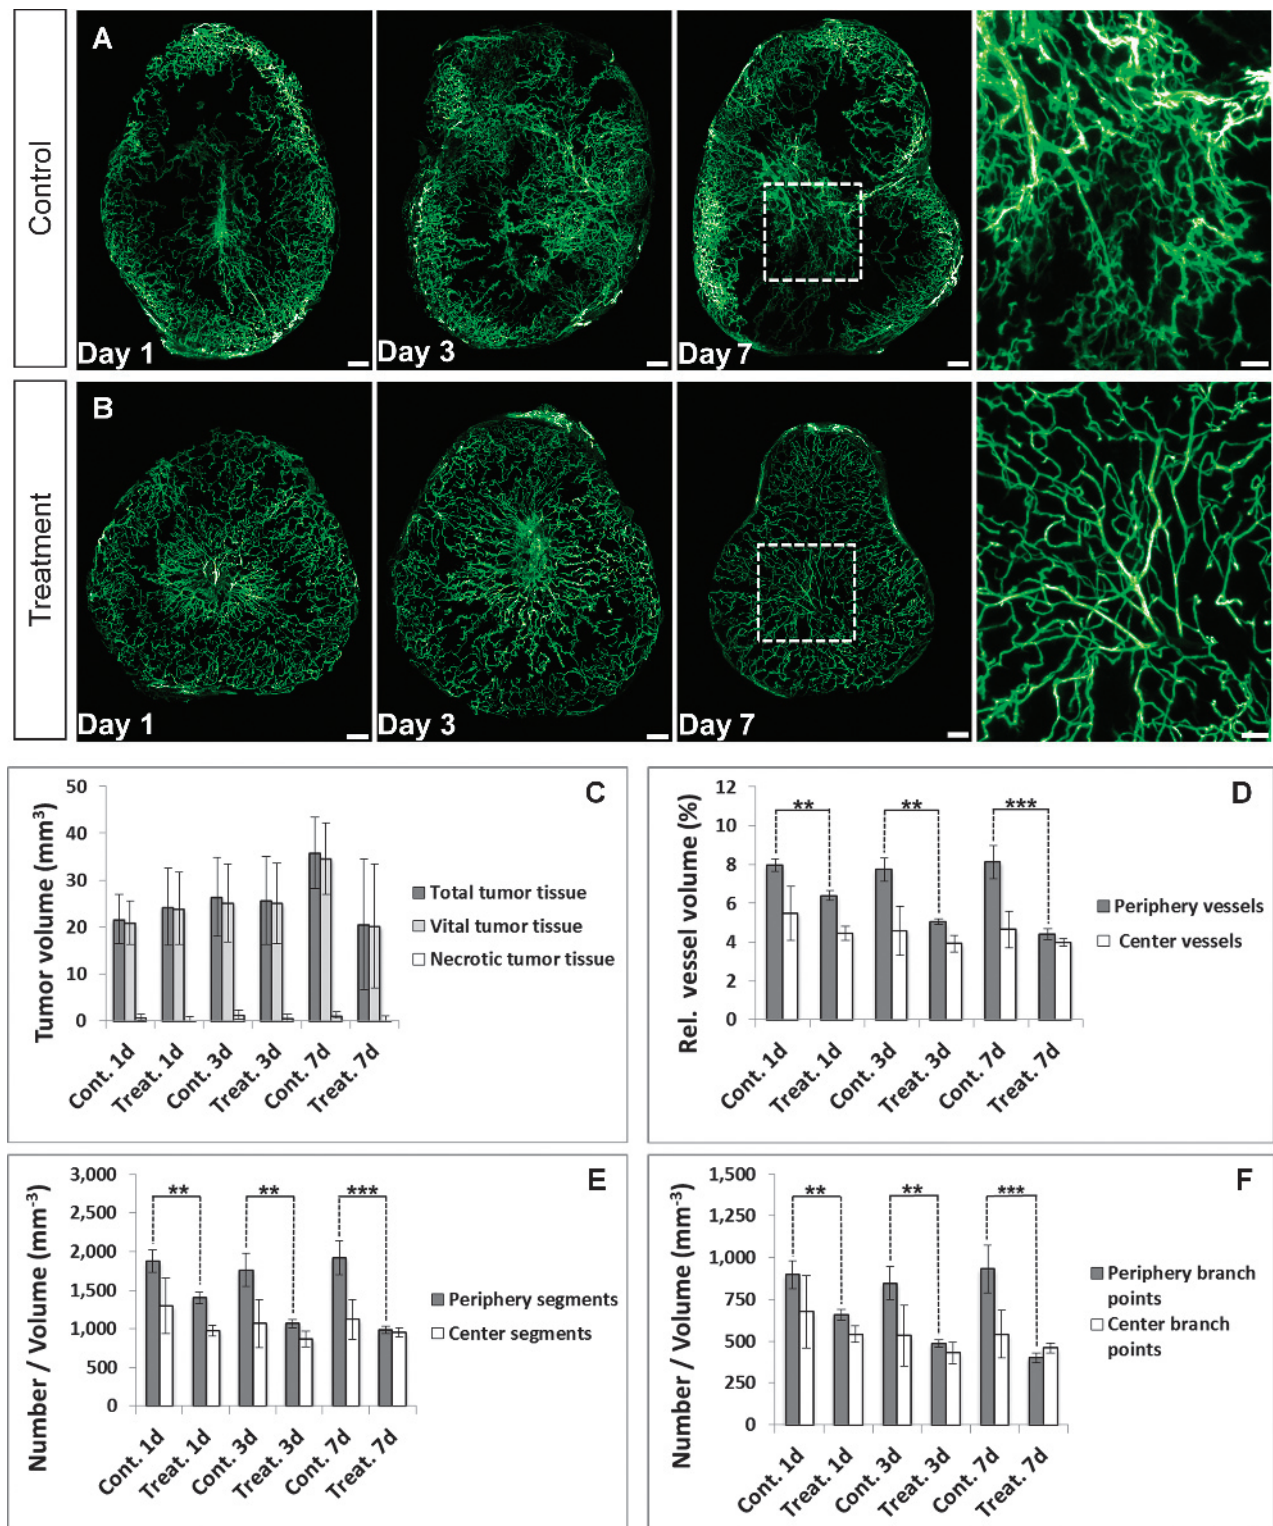 Control
A
Day 1
Day 3
Day 7
Treatment
B
Day 1
Day 3
Day 7
C
Tumor volume (mm3)
50
40
30
20
10
0
Cont. 1d
Treat. 1d
Cont. 3d
Treat. 3d
Cont. 7d
Treat. 7d
Total tumor tissue
Vital tumor tissue
Necrotic tumor tissue
D
Rel. vessel volume (%)
12
10
8
6
4
2
0
** ** ***
Cont. 1d
Treat. 1d
Cont. 3d
Treat. 3d
Cont. 7d
Treat. 7d
Periphery vessels
Center vessels
E
Number / Volume (mm-3)
3,000
2,500
2,000
1,500
1,000
500
0
** ** ***
Cont. 1d
Treat. 1d
Cont. 3d
Treat. 3d
Cont. 7d
Treat. 7d
Periphery segments
Center segments
F
Number / Volume (mm-3)
1,500
1,250
1,000
750
500
250
0
** ** ***
Cont. 1d
Treat. 1d
Cont. 3d
Treat. 3d
Cont. 7d
Treat. 7d
Periphery branch
points
Center branch
points